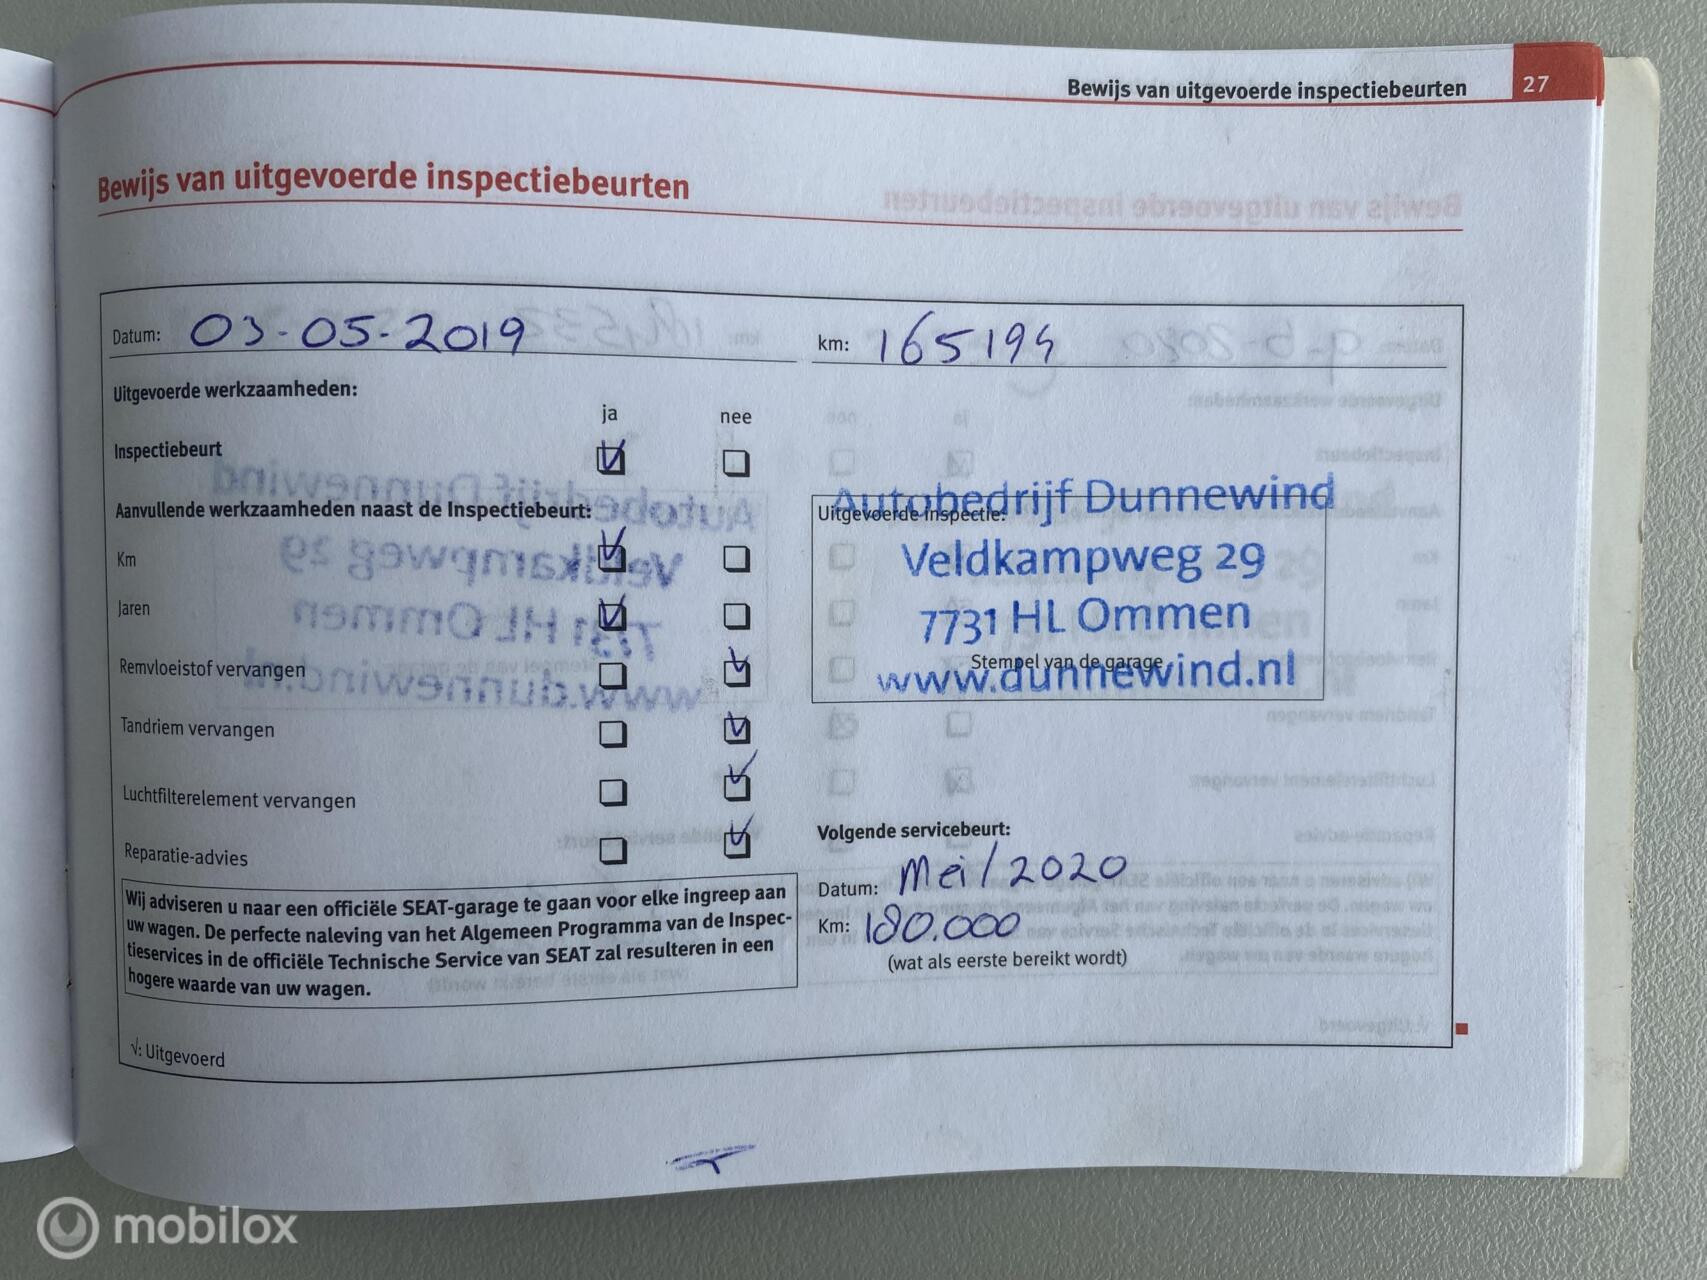 Bewijs van uitgevoerde inspectiebeurten 27
Bewijs van uitgevoerde inspectiebeurten
Datum: 03-05-2019
km: 165194
Uitgevoerde werkzaamheden:
ja nee
Inspectiebeurt
Aanvullende werkzaamheden naast de Inspectiebeurt:
Km
Jaren
Remvloeistof vervangen
Tandriem vervangen
Luchtfilterelement vervangen
Reparatie-advies
Wij adviseren u naar een officiële SEAT-garage te gaan voor elke ingreep aan
uw wagen. De perfecte naleving van het Algemeen Programma van de Inspec-
tieservices in de officiële Technische Service van SEAT zal resulteren in een
hogere waarde van uw wagen.
√: Uitgevoerd
Autobedrijf Dunnewind
Uitgevoerde inspectie:
Veldkampweg 29
7731 HL Ommen
Stempel van de garage
www.dunnewind.nl
Volgende servicebeurt:
Datum: Mei/2020
Km: 180.000
(wat als eerste bereikt wordt)
mobilox